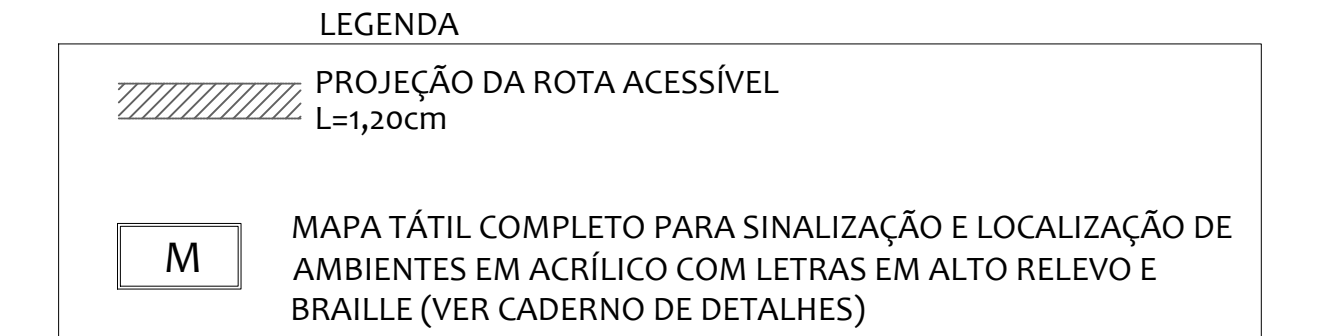 LEGENDA
PROJEÇÃO DA ROTA ACESSÍVEL
L=1,20cm
M
MAPA TÁTIL COMPLETO PARA SINALIZAÇÃO E LOCALIZAÇÃO DE
AMBIENTES EM ACRÍLICO COM LETRAS EM ALTO RELEVO E
BRAILLE (VER CADERNO DE DETALHES)